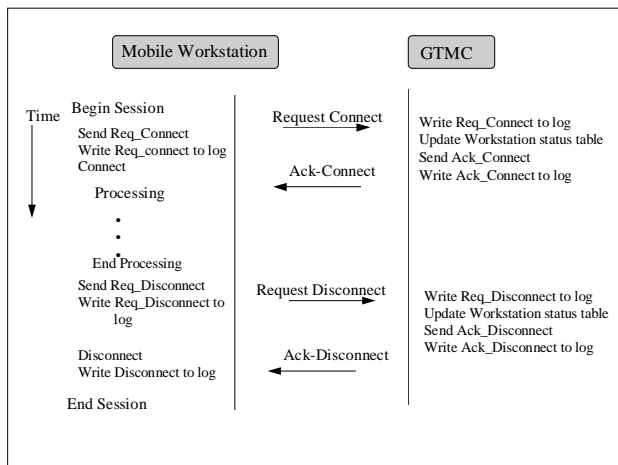 Mobile Workstation
GTMC
Time
Begin Session
Send Req_Connect
Write Req_connect to log
Connect
Processing
End Processing
Send Req_Disconnect
Write Req_Disconnect to
log
Disconnect
Write Disconnect to log
End Session
Request Connect
Ack-Connect
Request Disconnect
Ack-Disconnect
Write Req_Connect to log
Update Workstation status table
Send Ack_Connect
Write Ack_Connect to log
Write Req_Disconnect to log
Update Workstation status table
Send Ack_Disconnect
Write Ack_Disconnect to log